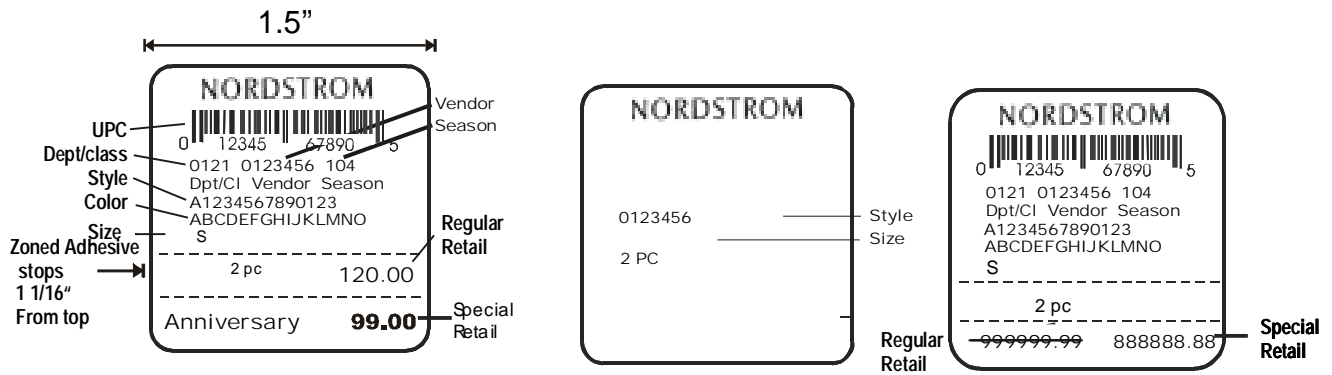 1.5”
NORDSTROM
UPC
0 12345 67890 5
Vendor
Season
Dept/class
0121 0123456 104
Dpt/Cl Vendor Season
Style
A1234567890123
Color
ABCDEFGHIJKLMNO
Size
S
Zoned Adhesive
stops
1 1/16“
From top
2 pc
120.00
Regular
Retail
Anniversary 99.00
Special
Retail
NORDSTROM
0123456
Style
Size
2 PC
NORDSTROM
0 12345 67890 5
0121 0123456 104
Dpt/Cl Vendor Season
A1234567890123
ABCDEFGHIJKLMNO
S
2 pc
Regular
Retail
999999.99 888888.88
Special
Retail